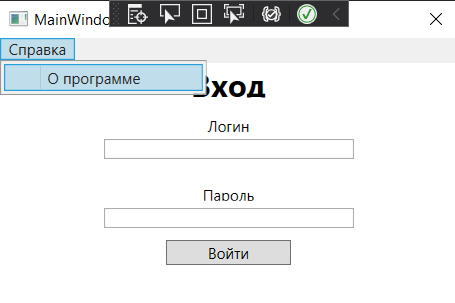 MainWindo
Справка
О программе
Вход
Логин
Пароль
Войти